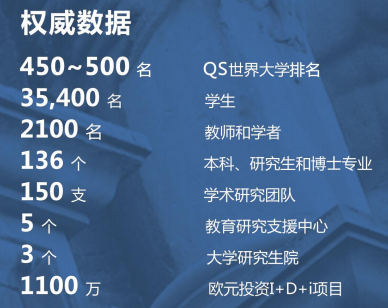 权威数据
450~500 名 QS世界大学排名
35,400 名 学生
2100 名 教师和学者
136 个 本科、研究生和博士专业
150 支 学术研究团队
5 个 教育研究支援中心
3 个 大学研究生院
1100 万 欧元投资I+D+i项目